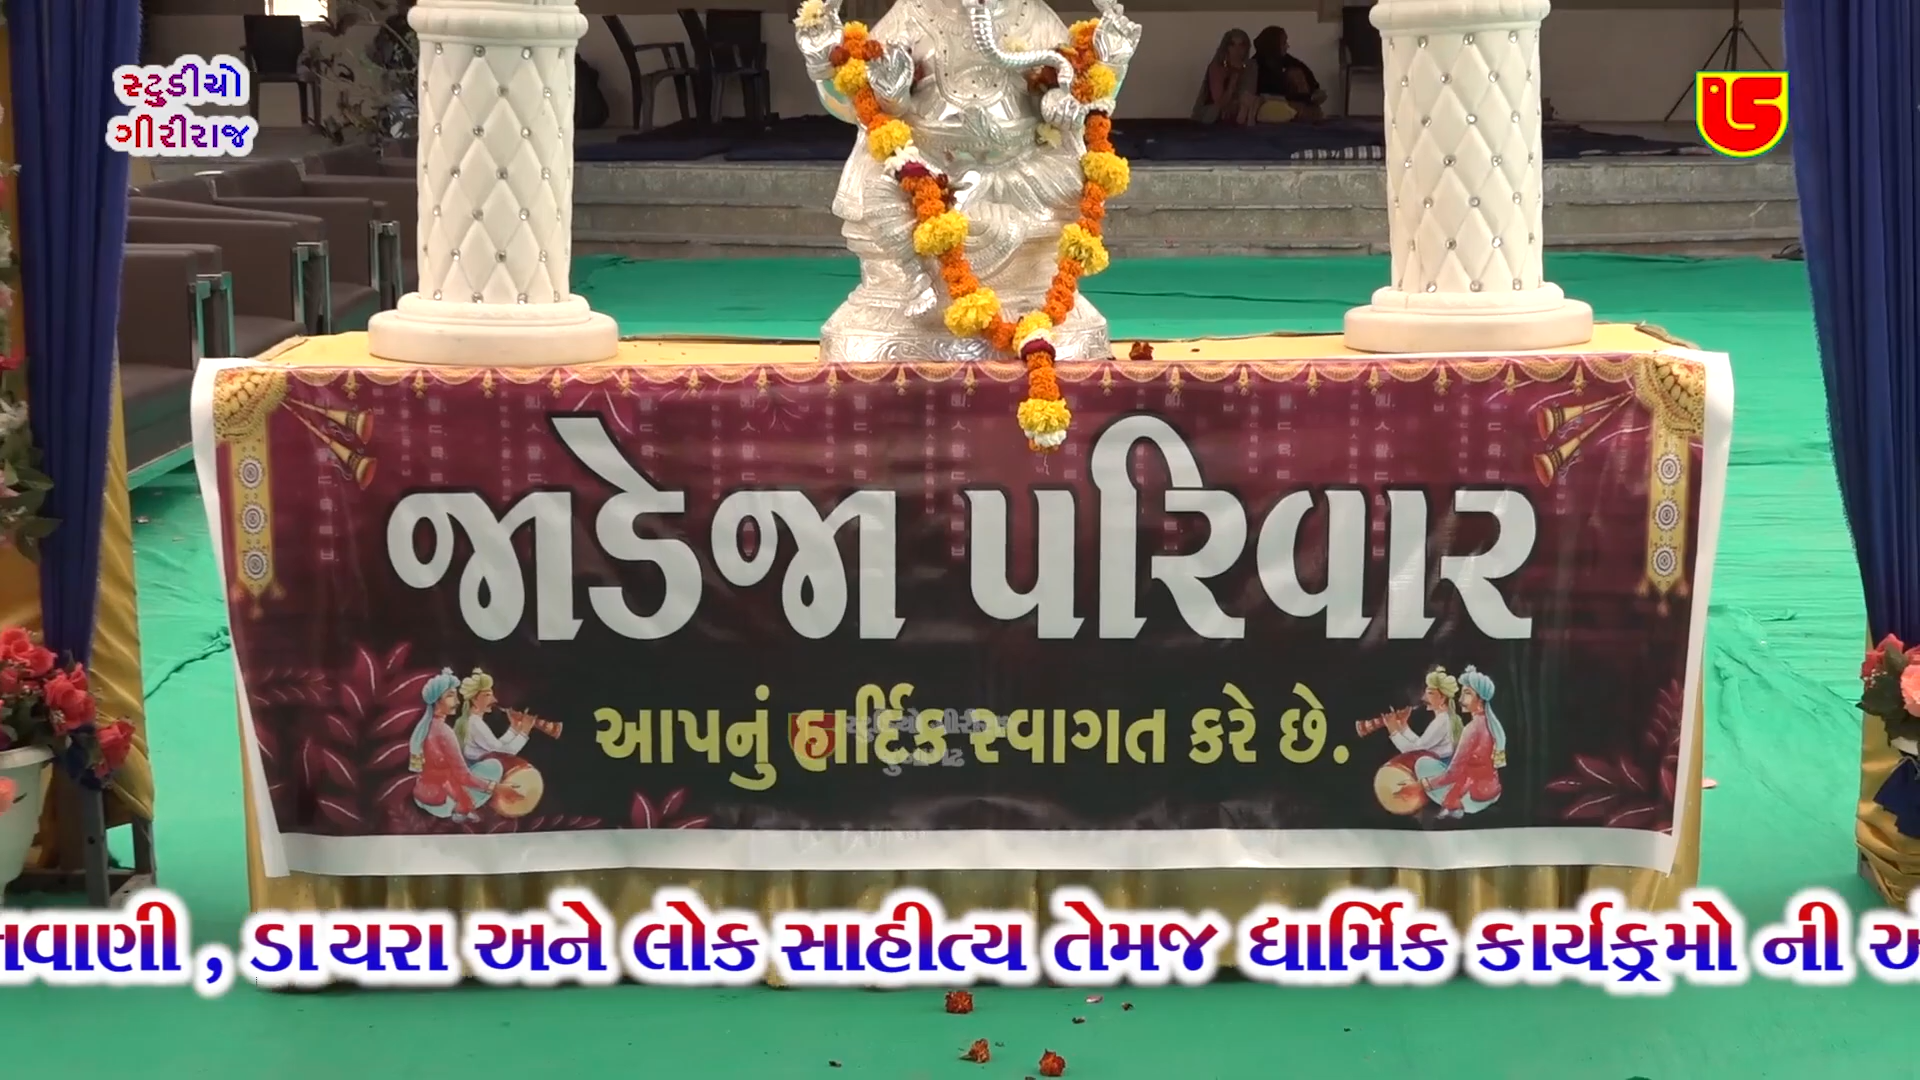 સ્ટુડીયો
ગીરીરાજ
જાડેજા પરિવાર
આપનું હાર્દિક સ્વાગત કરે છે.
, ડાયરા અને લોક સાહીત્ય તેમજ ધાર્મિક કાર્યક્રમો ની